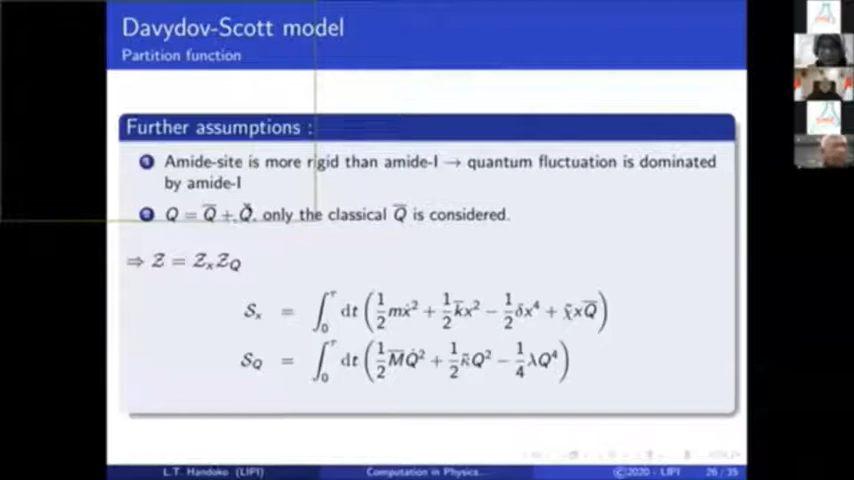 Davydov-Scott model
Partition function
Further assumptions :
1 Amide-site is more rigid than amide-I → quantum fluctuation is dominated
by amide-I
2 Q = Q̅ + Q̌, only the classical Q̅ is considered.
⇒ Z = Z_x Z_Q
S_x = ∫_0^τ dt (1/2 mẋ² + 1/2 k̅x² − 1/2 δ̄x⁴ + χ̃xQ̅)
S_Q = ∫_0^τ dt (1/2 M̅Q̇² + 1/2 κ̃Q² − 1/4 λQ⁴)
L.T. Handoko (LIPI) Computation in Physics... ©2020 - LIPI 26 / 35